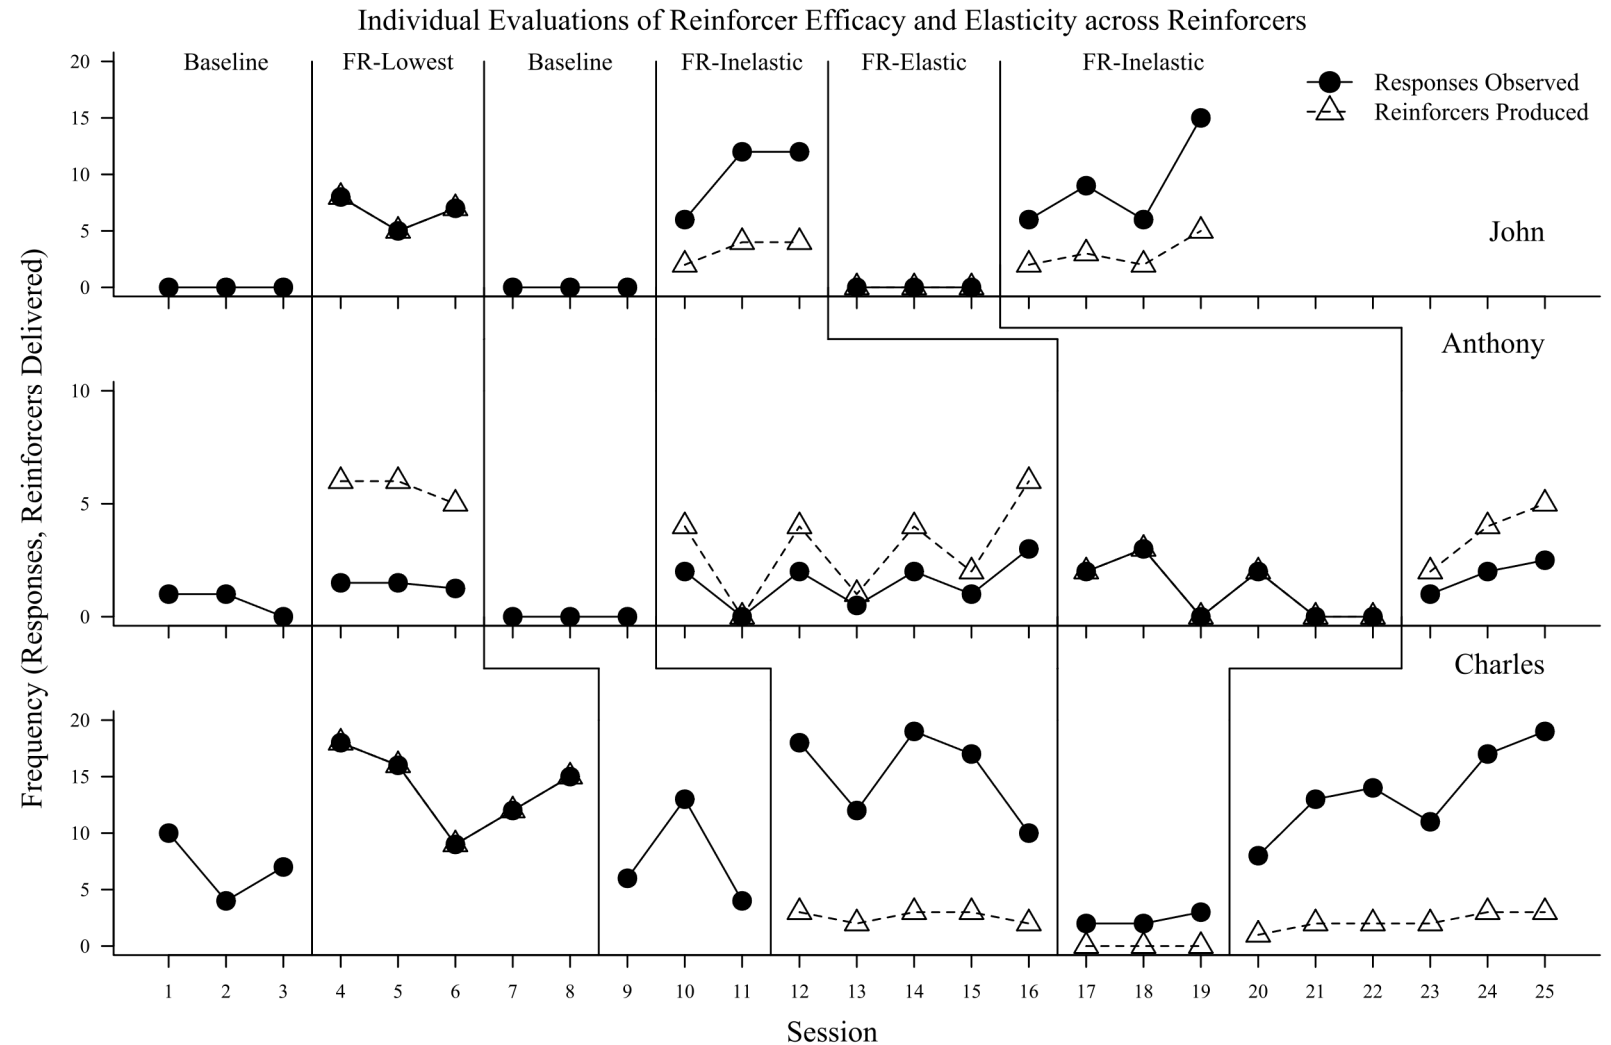 Individual Evaluations of Reinforcer Efficacy and Elasticity across Reinforcers
Baseline FR-Lowest Baseline FR-Inelastic FR-Elastic FR-Inelastic
Responses Observed
Reinforcers Produced
20
15
10
5
0
John
Frequency (Responses, Reinforcers Delivered)
Anthony
10
5
0
Charles
20
15
10
5
0
1 2 3 4 5 6 7 8 9 10 11 12 13 14 15 16 17 18 19 20 21 22 23 24 25
Session